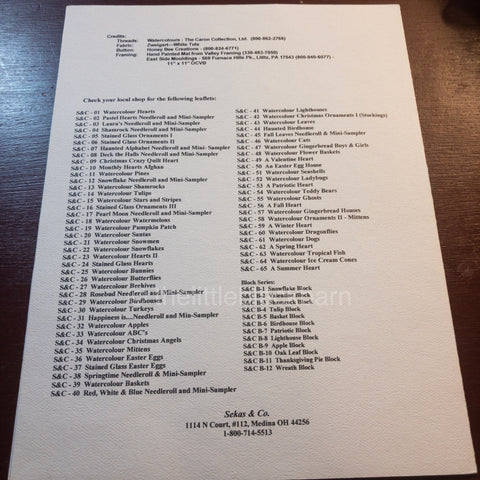 Credits:
Threads: Watercolours : The Caron Collection, Ltd. (800-862-2766)
Fabric: Zweigart--White Tula
Button: Honey Bee Creations - (800-634-6771)
Framing: Hand Painted Mat from Valley Framing (330-483-7050)
East Side Mouldings - 569 Furnace Hills Pk., Lititz, PA 17543 (800-840-6077) -
11" x 11" OCVB
Check your local shop for the following leaflets:
S&C - 01 Watercolour Hearts
S&C - 02 Pastel Hearts Needleroll and Mini-Sampler
S&C - 03 Laura's Needleroll and Mini-Sampler
S&C - 04 Shamrock Needleroll and Mini-Sampler
S&C - 05 Stained Glass Ornaments I
S&C - 06 Stained Glass Ornaments II
S&C - 07 Haunted Alphabet Needleroll and Mini-Sampler
S&C - 08 Deck the Halls Needleroll and Mini-Sampler
S&C - 09 Christmas Crazy Quilt Heart
S&C - 10 Monthly Hearts Afghan
S&C - 11 Watercolour Pines
S&C - 12 Snowflake Needleroll and Mini-Sampler
S&C - 13 Watercolour Shamrocks
S&C - 14 Watercolour Tulips
S&C - 15 Watercolour Stars and Stripes
S&C - 16 Stained Glass Ornaments III
S&C - 17 Pearl Moon Needleroll and Mini-Sampler
S&C - 18 Watercolour Watermelons
S&C - 19 Watercolour Pumpkin Patch
S&C - 20 Watercolour Santas
S&C - 21 Watercolour Snowmen
S&C - 22 Watercolour Snowflakes
S&C - 23 Watercolour Hearts II
S&C - 24 Stained Glass Hearts
S&C - 25 Watercolour Bunnies
S&C - 26 Watercolour Butterflies
S&C - 27 Watercolour Beehives
S&C - 28 Rosebud Needleroll and Mini-Sampler
S&C - 29 Watercolour Birdhouses
S&C - 30 Watercolour Turkeys
S&C - 31 Happiness is....Needleroll and Min-Sampler
S&C - 32 Watercolour Apples
S&C - 33 Watercolour ABC's
S&C - 34 Watercolour Christmas Angels
S&C - 35 Watercolour Mittens
S&C - 36 Watercolour Easter Eggs
S&C - 37 Stained Glass Easter Eggs
S&C - 38 Springtime Needleroll & Min-Sampler
S&C - 39 Watercolour Baskets
S&C - 40 Red, White & Blue Needleroll and Mini-Sampler
S&C - 41 Watercolour Lighthouses
S&C - 42 Watercolour Christmas Ornaments I (Stockings)
S&C - 43 Watercolour Leaves
S&C - 44 Haunted Birdhouse
S&C - 45 Fall Leaves Needleroll and Mini-Sampler
S&C - 46 Watercolour Cats
S&C - 47 Watercolour Gingerbread Boys & Girls
S&C - 48 Watercolour Flower Baskets
S&C - 49 A Valentine Heart
S&C - 50 An Easter Egg House
S&C - 51 Watercolour Seashells
S&C - 52 Watercolour Ladybugs
S&C - 53 A Patriotic Heart
S&C - 54 Watercolour Teddy Bears
S&C - 55 Watercolour Ghosts
S&C - 56 A Fall Heart
S&C - 57 Watercolour Gingerbread Houses
S&C - 58 Watercolour Ornaments II - Mittens
S&C - 59 A Winter Heart
S&C - 60 Watercolour Dragonflies
S&C - 61 Watercolour Dogs
S&C - 62 A Spring Heart
S&C - 63 Watercolour Tropical Fish
S&C - 64 Watercolour Ice Cream Cones
S&C - 65 A Summer Heart
Block Series:
S&C B-1 Snowflake Block
S&C B-2 Valentine Block
S&C B-3 Shamrock Block
S&C B-4 Tulip Block
S&C B-5 Basket Block
S&C B-6 Birdhouse Block
S&C B-7 Patriotic Block
S&C B-8 Lighthouse Block
S&C B-9 Apple Block
S&C B-10 Oak Leaf Block
S&C B-11 Thanksgiving Pie Block
S&C B-12 Wreath Block
Sekas & Co.
1114 N Court, #112, Medina OH 44256
1-800-714-5513